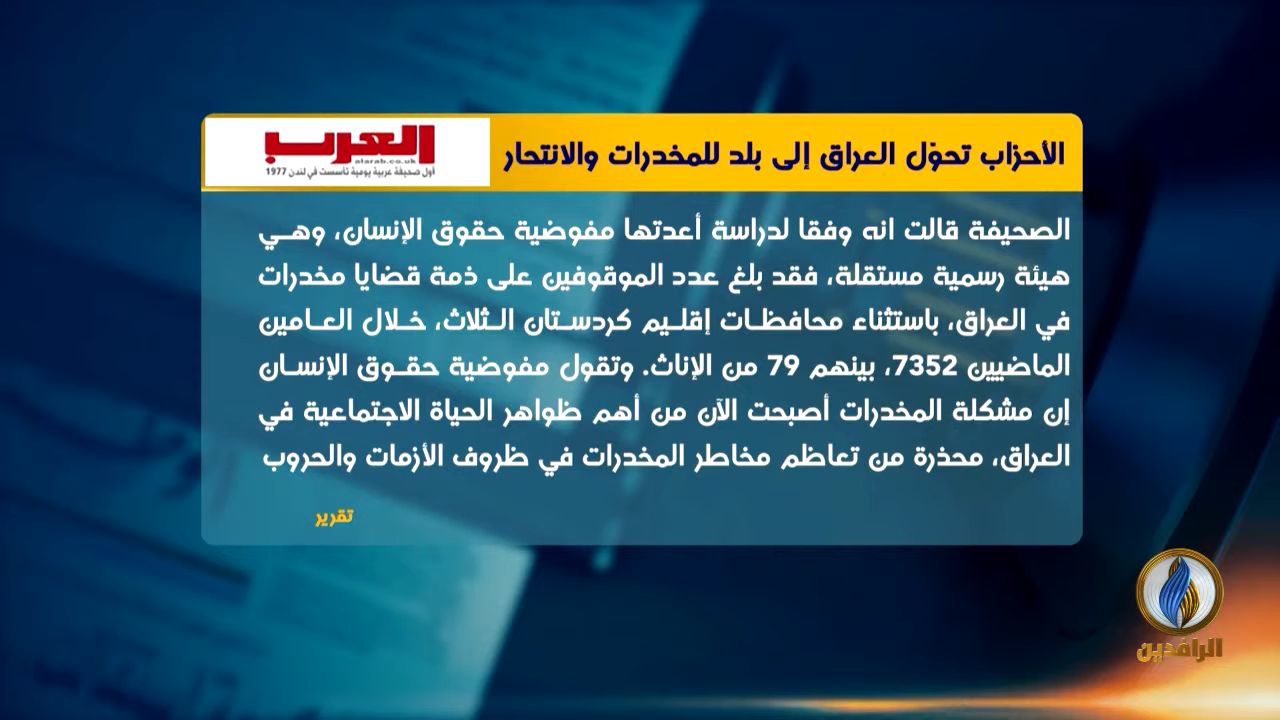 الأحزاب تحوّل العراق إلى بلد للمخدرات والانتحار
العرب
alarab.co.uk
أول صحيفة عربية يومية تأسست في لندن 1977
الصحيفة قالت انه وفقا لدراسة أعدتها مفوضية حقوق الإنسان، وهي
هيئة رسمية مستقلة، فقد بلغ عدد الموقوفين على ذمة قضايا مخدرات
في العراق، باستثناء محافظات إقليم كردستان الثلاث، خلال العامين
الماضيين 7352، بينهم 79 من الإناث. وتقول مفوضية حقوق الإنسان
إن مشكلة المخدرات أصبحت الآن من أهم ظواهر الحياة الاجتماعية في
العراق، محذرة من تعاظم مخاطر المخدرات في ظروف الأزمات والحروب
تقرير
الرافدين